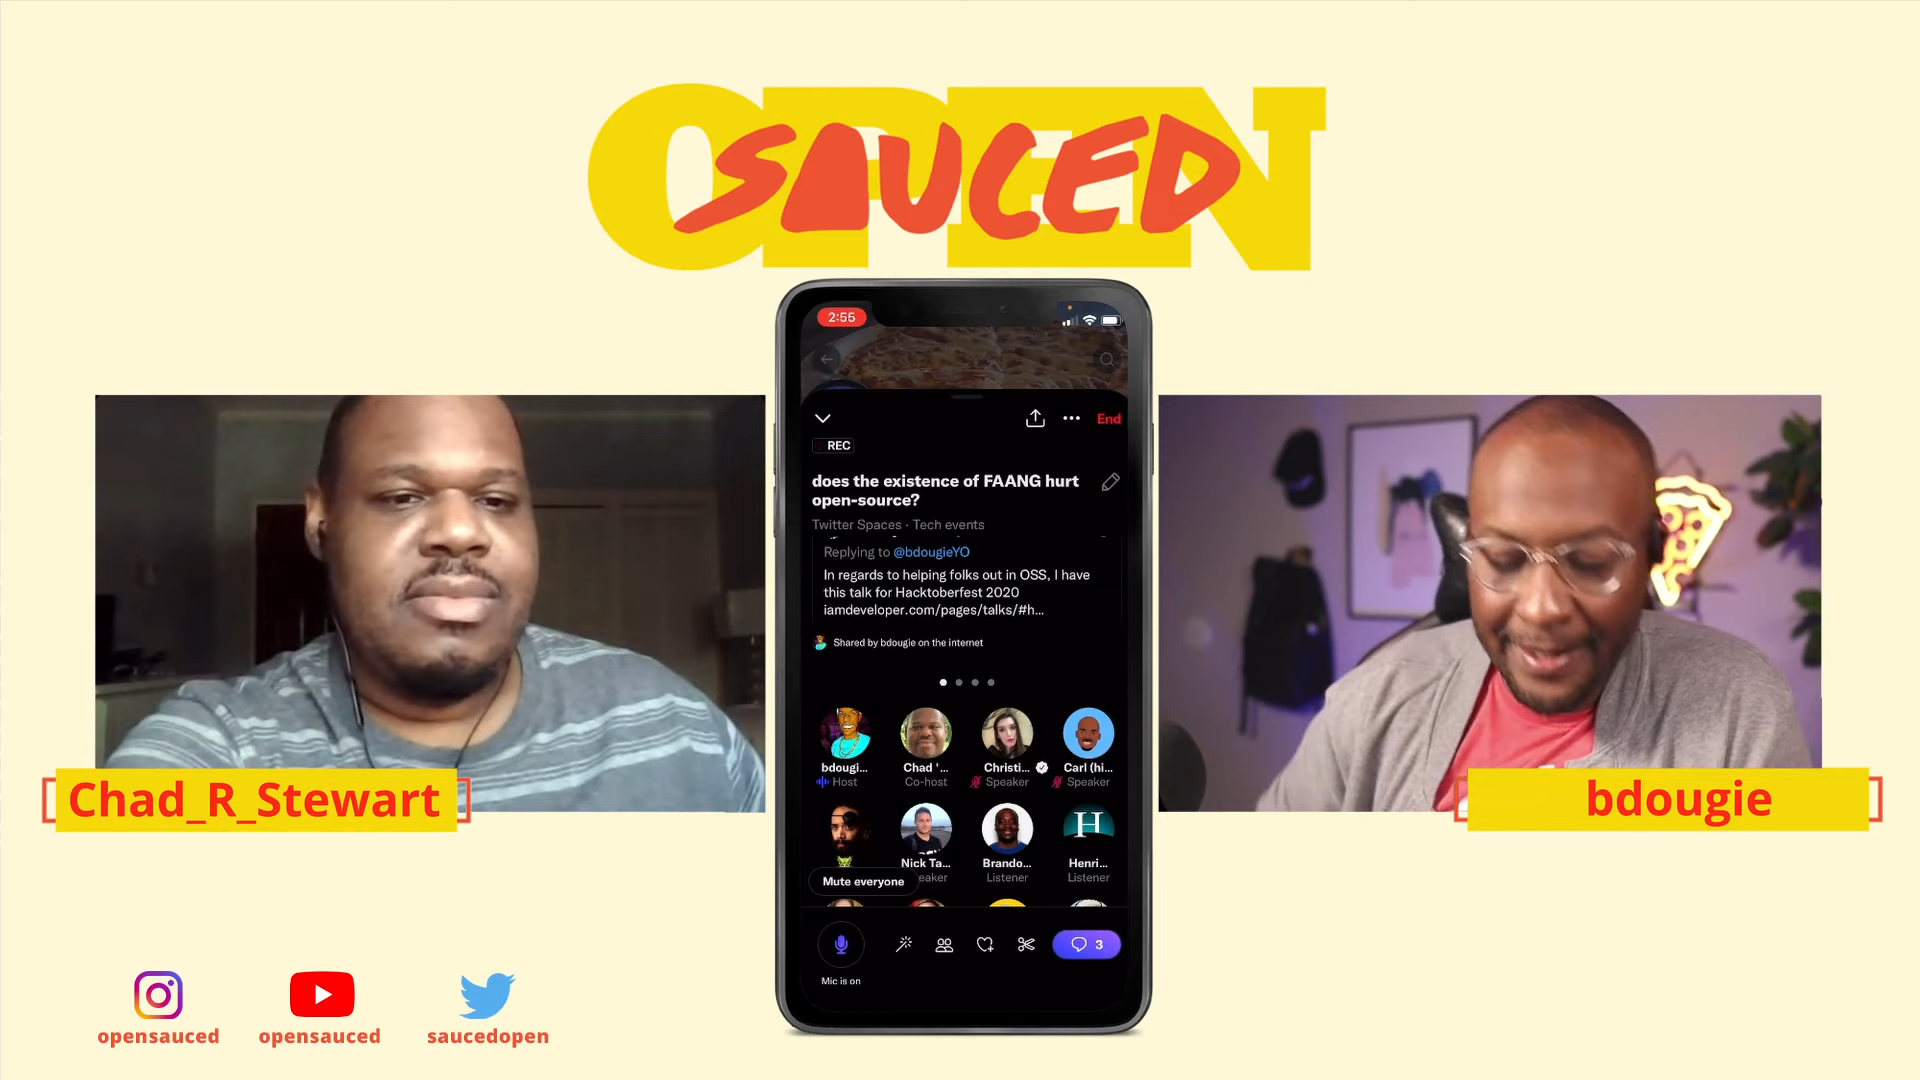 OPEN
SAUCED
2:55
End
REC
does the existence of FAANG hurt
open-source?
Twitter Spaces · Tech events
Replying to @bdougieYO
In regards to helping folks out in OSS, I have
this talk for Hacktoberfest 2020
iamdeveloper.com/pages/talks/#h...
Shared by bdougie on the internet
bdougi... Chad '... Christi... Carl (hi...
Host Co-host Speaker Speaker
H
Nick Ta... Brando... Henri...
Mute everyone eaker Listener Listener
3
Mic is on
Chad_R_Stewart
bdougie
opensauced opensauced saucedopen